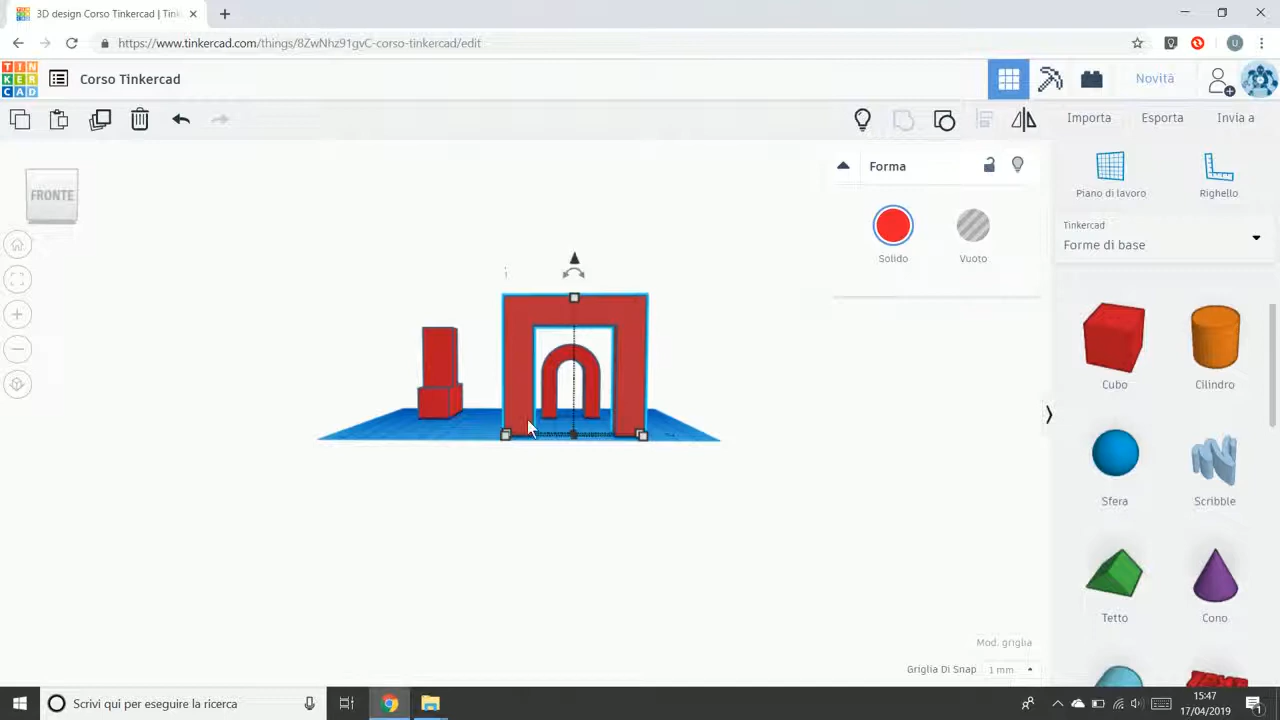 3D design Corso Tinkercad | Tink
https://www.tinkercad.com/things/8ZwNhz91gvC-corso-tinkercad/edit
TIN
KER
CAD
Corso Tinkercad
Novità
Importa
Esporta
Invia a
FRONTE
Forma
Solido
Vuoto
Piano di lavoro
Righello
Tinkercad
Forme di base
Cubo
Cilindro
Sfera
Scribble
Tetto
Cono
Mod. griglia
Griglia Di Snap
1 mm
Scrivi qui per eseguire la ricerca
15:47
17/04/2019
1